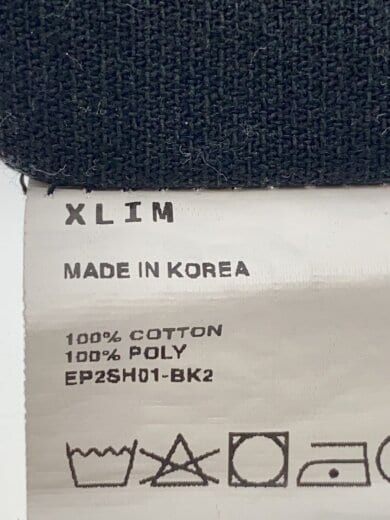 XLIM
MADE IN KOREA
100% COTTON
100% POLY
EP2SH01-BK2